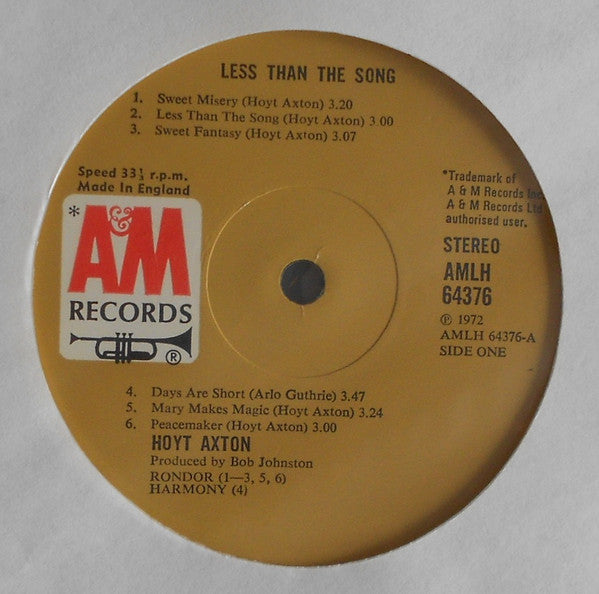 LESS THAN THE SONG
1. Sweet Misery (Hoyt Axton) 3.20
2. Less Than The Song (Hoyt Axton) 3 00
3. Sweet Fantasy (Hoyt Axton) 3.07
Speed 33⅓ r.p.m.
Made In England
*A&M
RECORDS
®
*Trademark of
A & M Records Inc.
A & M Records Ltd
authorised user.
STEREO
AMLH
64376
℗ 1972
AMLH 64376-A
SIDE ONE
4. Days Are Short (Arlo Guthrie) 3.47
5. Mary Makes Magic (Hoyt Axton) 3.24
6. Peacemaker (Hoyt Axton) 3.00
HOYT AXTON
Produced by Bob Johnston
RONDOR (1—3, 5, 6)
HARMONY (4)